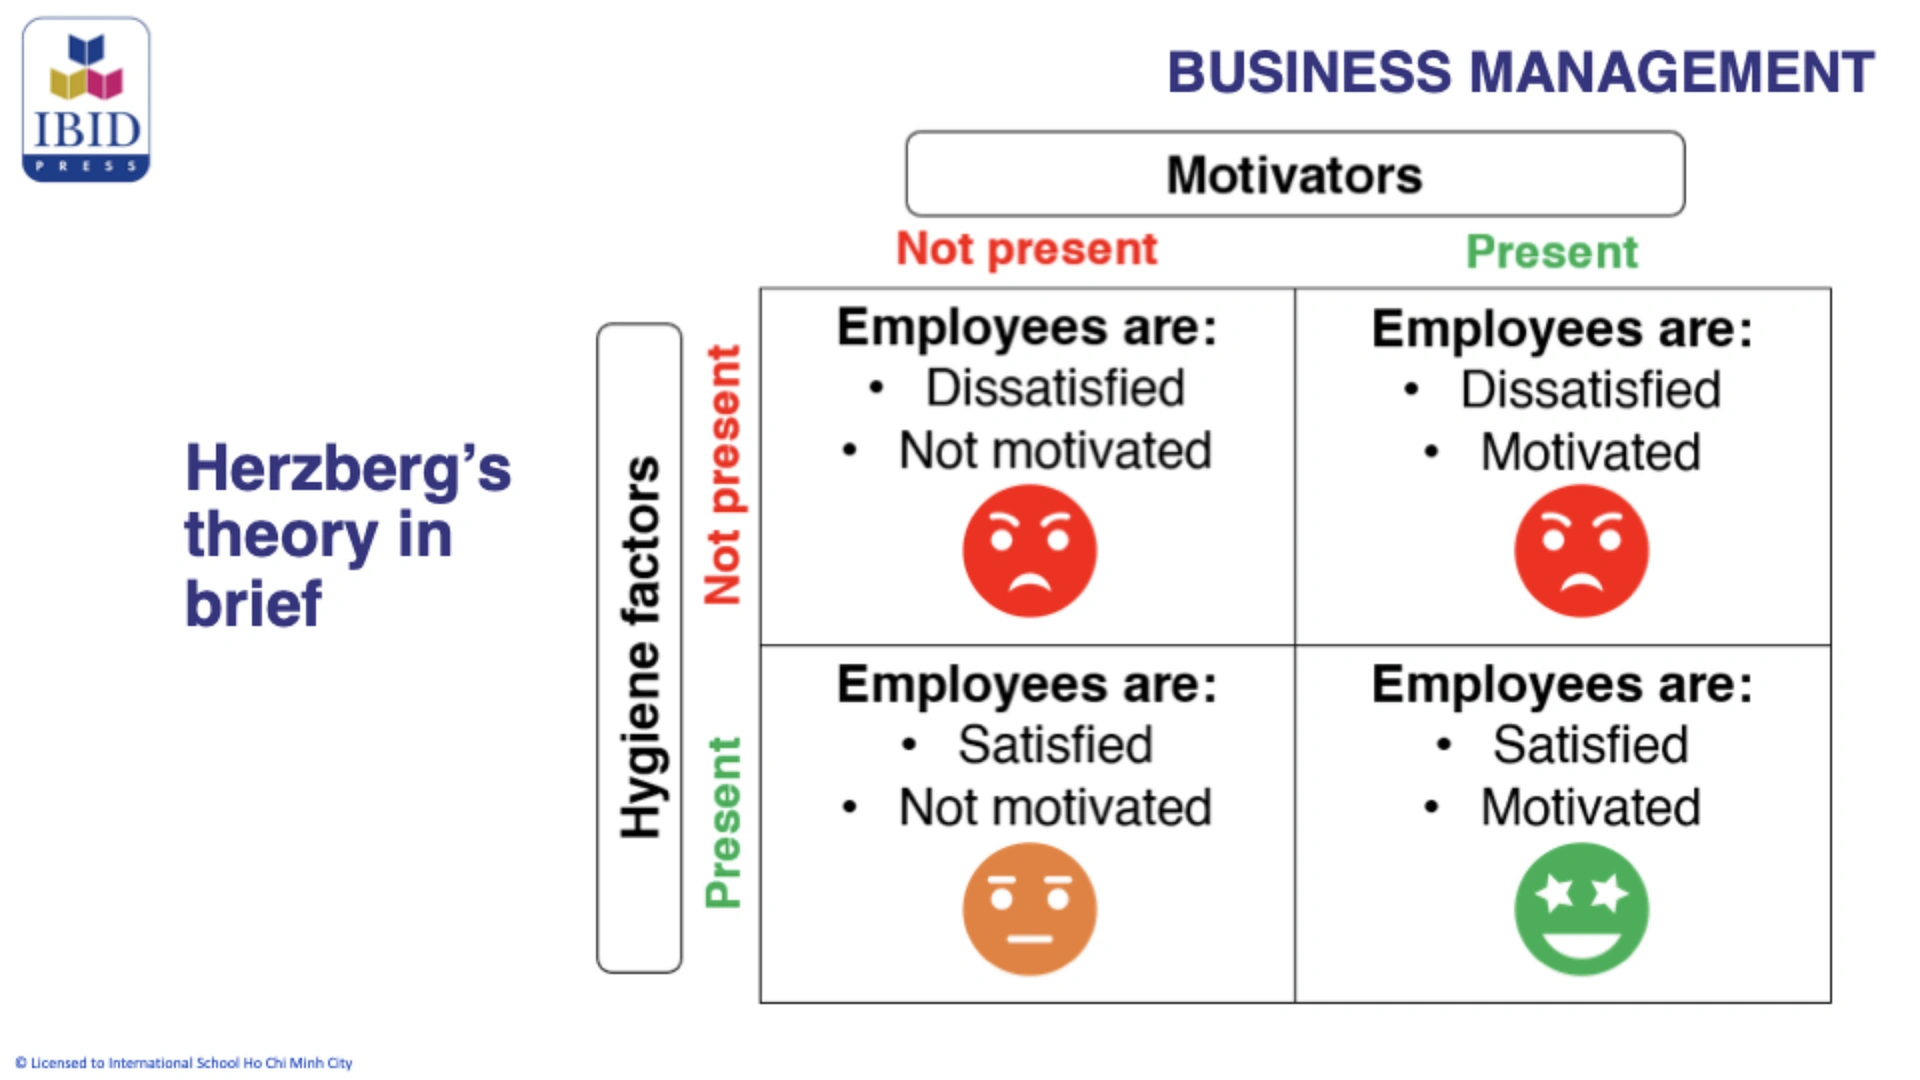 IBID
PRESS
BUSINESS MANAGEMENT
Motivators
Not present
Present
Herzberg’s
theory in
brief
Hygiene factors
Not present
Employees are:
• Dissatisfied
• Not motivated
Employees are:
• Dissatisfied
• Motivated
Present
Employees are:
• Satisfied
• Not motivated
Employees are:
• Satisfied
• Motivated
© Licensed to International School Ho Chi Minh City